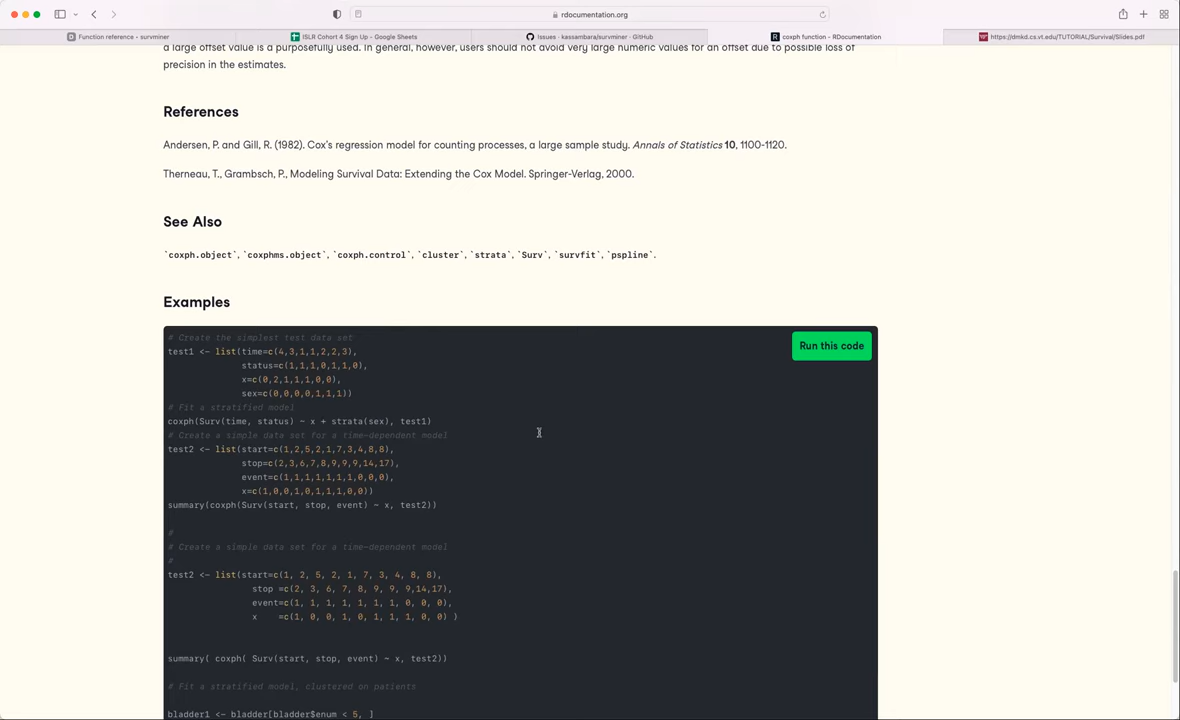 rdocumentation.org
Function reference • survminer
ISLR Cohort 4 Sign Up - Google Sheets
Issues · kassambara/survminer · GitHub
coxph function - RDocumentation
https://dmkd.cs.vt.edu/TUTORIAL/Survival/Slides.pdf
a large offset value is a purposefully used. In general, however, users should not avoid very large numeric values for an offset due to possible loss of
precision in the estimates.
References
Andersen, P. and Gill, R. (1982). Cox's regression model for counting processes, a large sample study. Annals of Statistics 10, 1100-1120.
Therneau, T., Grambsch, P., Modeling Survival Data: Extending the Cox Model. Springer-Verlag, 2000.
See Also
`coxph.object`, `coxphms.object`, `coxph.control`, `cluster`, `strata`, `Surv`, `survfit`, `pspline`.
Examples
Run this code
# Create the simplest test data set
test1 <- list(time=c(4,3,1,1,2,2,3),
status=c(1,1,1,0,1,1,0),
x=c(0,2,1,1,1,0,0),
sex=c(0,0,0,0,1,1,1))
# Fit a stratified model
coxph(Surv(time, status) ~ x + strata(sex), test1)
# Create a simple data set for a time-dependent model
test2 <- list(start=c(1,2,5,2,1,7,3,4,8,8),
stop=c(2,3,6,7,8,9,9,9,14,17),
event=c(1,1,1,1,1,1,1,0,0,0),
x=c(1,0,0,1,0,1,1,1,0,0))
summary(coxph(Surv(start, stop, event) ~ x, test2))
#
# Create a simple data set for a time-dependent model
#
test2 <- list(start=c(1, 2, 5, 2, 1, 7, 3, 4, 8, 8),
stop =c(2, 3, 6, 7, 8, 9, 9, 9,14,17),
event=c(1, 1, 1, 1, 1, 1, 1, 0, 0, 0),
x =c(1, 0, 0, 1, 0, 1, 1, 1, 0, 0) )
summary( coxph( Surv(start, stop, event) ~ x, test2))
# Fit a stratified model, clustered on patients
bladder1 <- bladder[bladder$enum < 5, ]